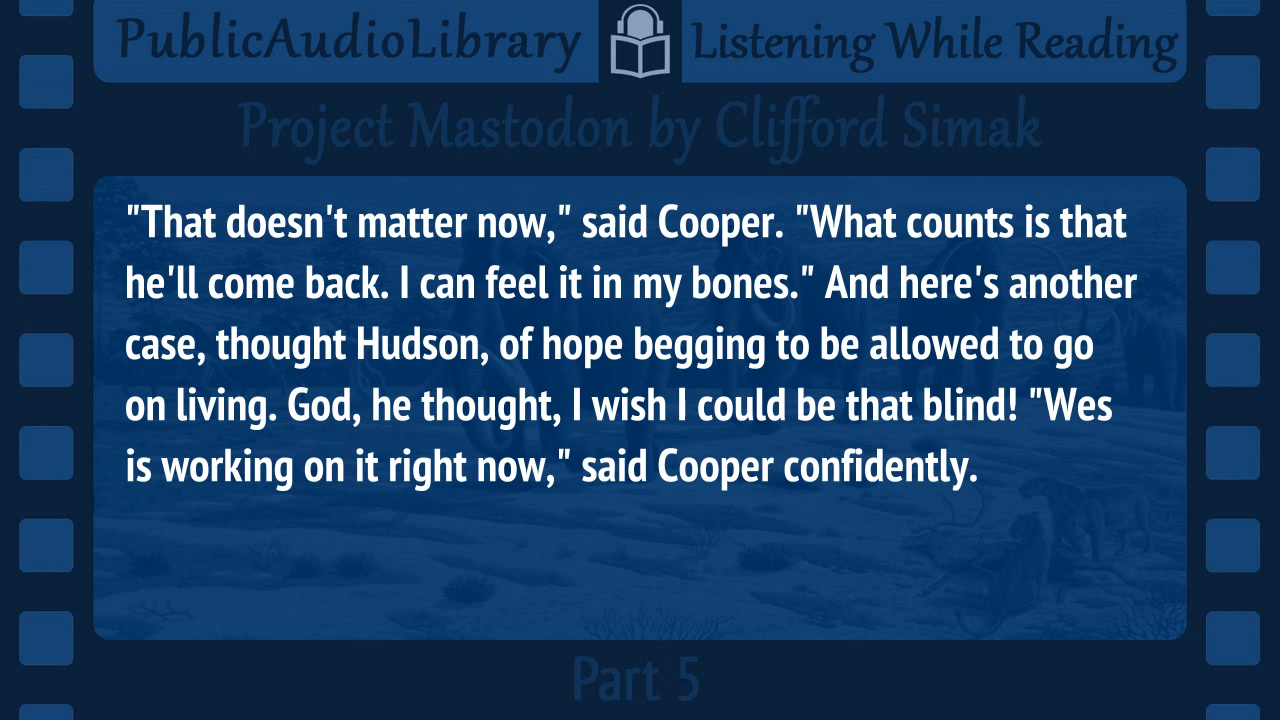 PublicAudioLibrary Listening While Reading
Project Mastodon by Clifford Simak
"That doesn't matter now," said Cooper. "What counts is that
he'll come back. I can feel it in my bones." And here's another
case, thought Hudson, of hope begging to be allowed to go
on living. God, he thought, I wish I could be that blind! "Wes
is working on it right now," said Cooper confidently.
Part 5